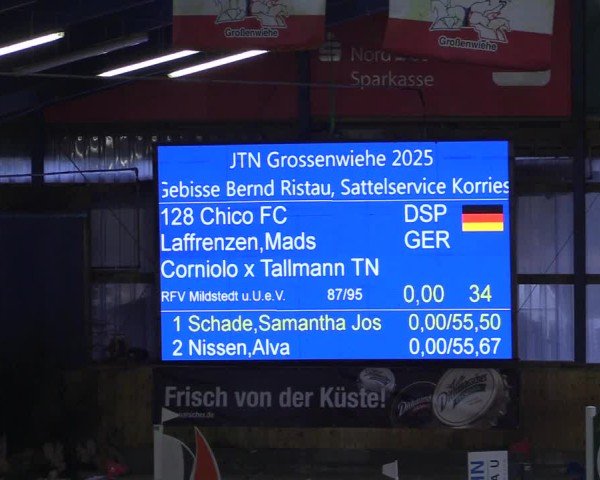 Großenwiehe
Großenwiehe
Sparkasse
JTN Grossenwiehe 2025
Gebisse Bernd Ristau, Sattelservice Korries
128 Chico FC DSP
Laffrenzen,Mads GER
Corniolo x Tallmann TN
RFV Mildstedt u.U.e.V. 87/95 0,00 34
1 Schade,Samantha Jos 0,00/55,50
2 Nissen,Alva 0,00/55,67
Frisch von der Küste!